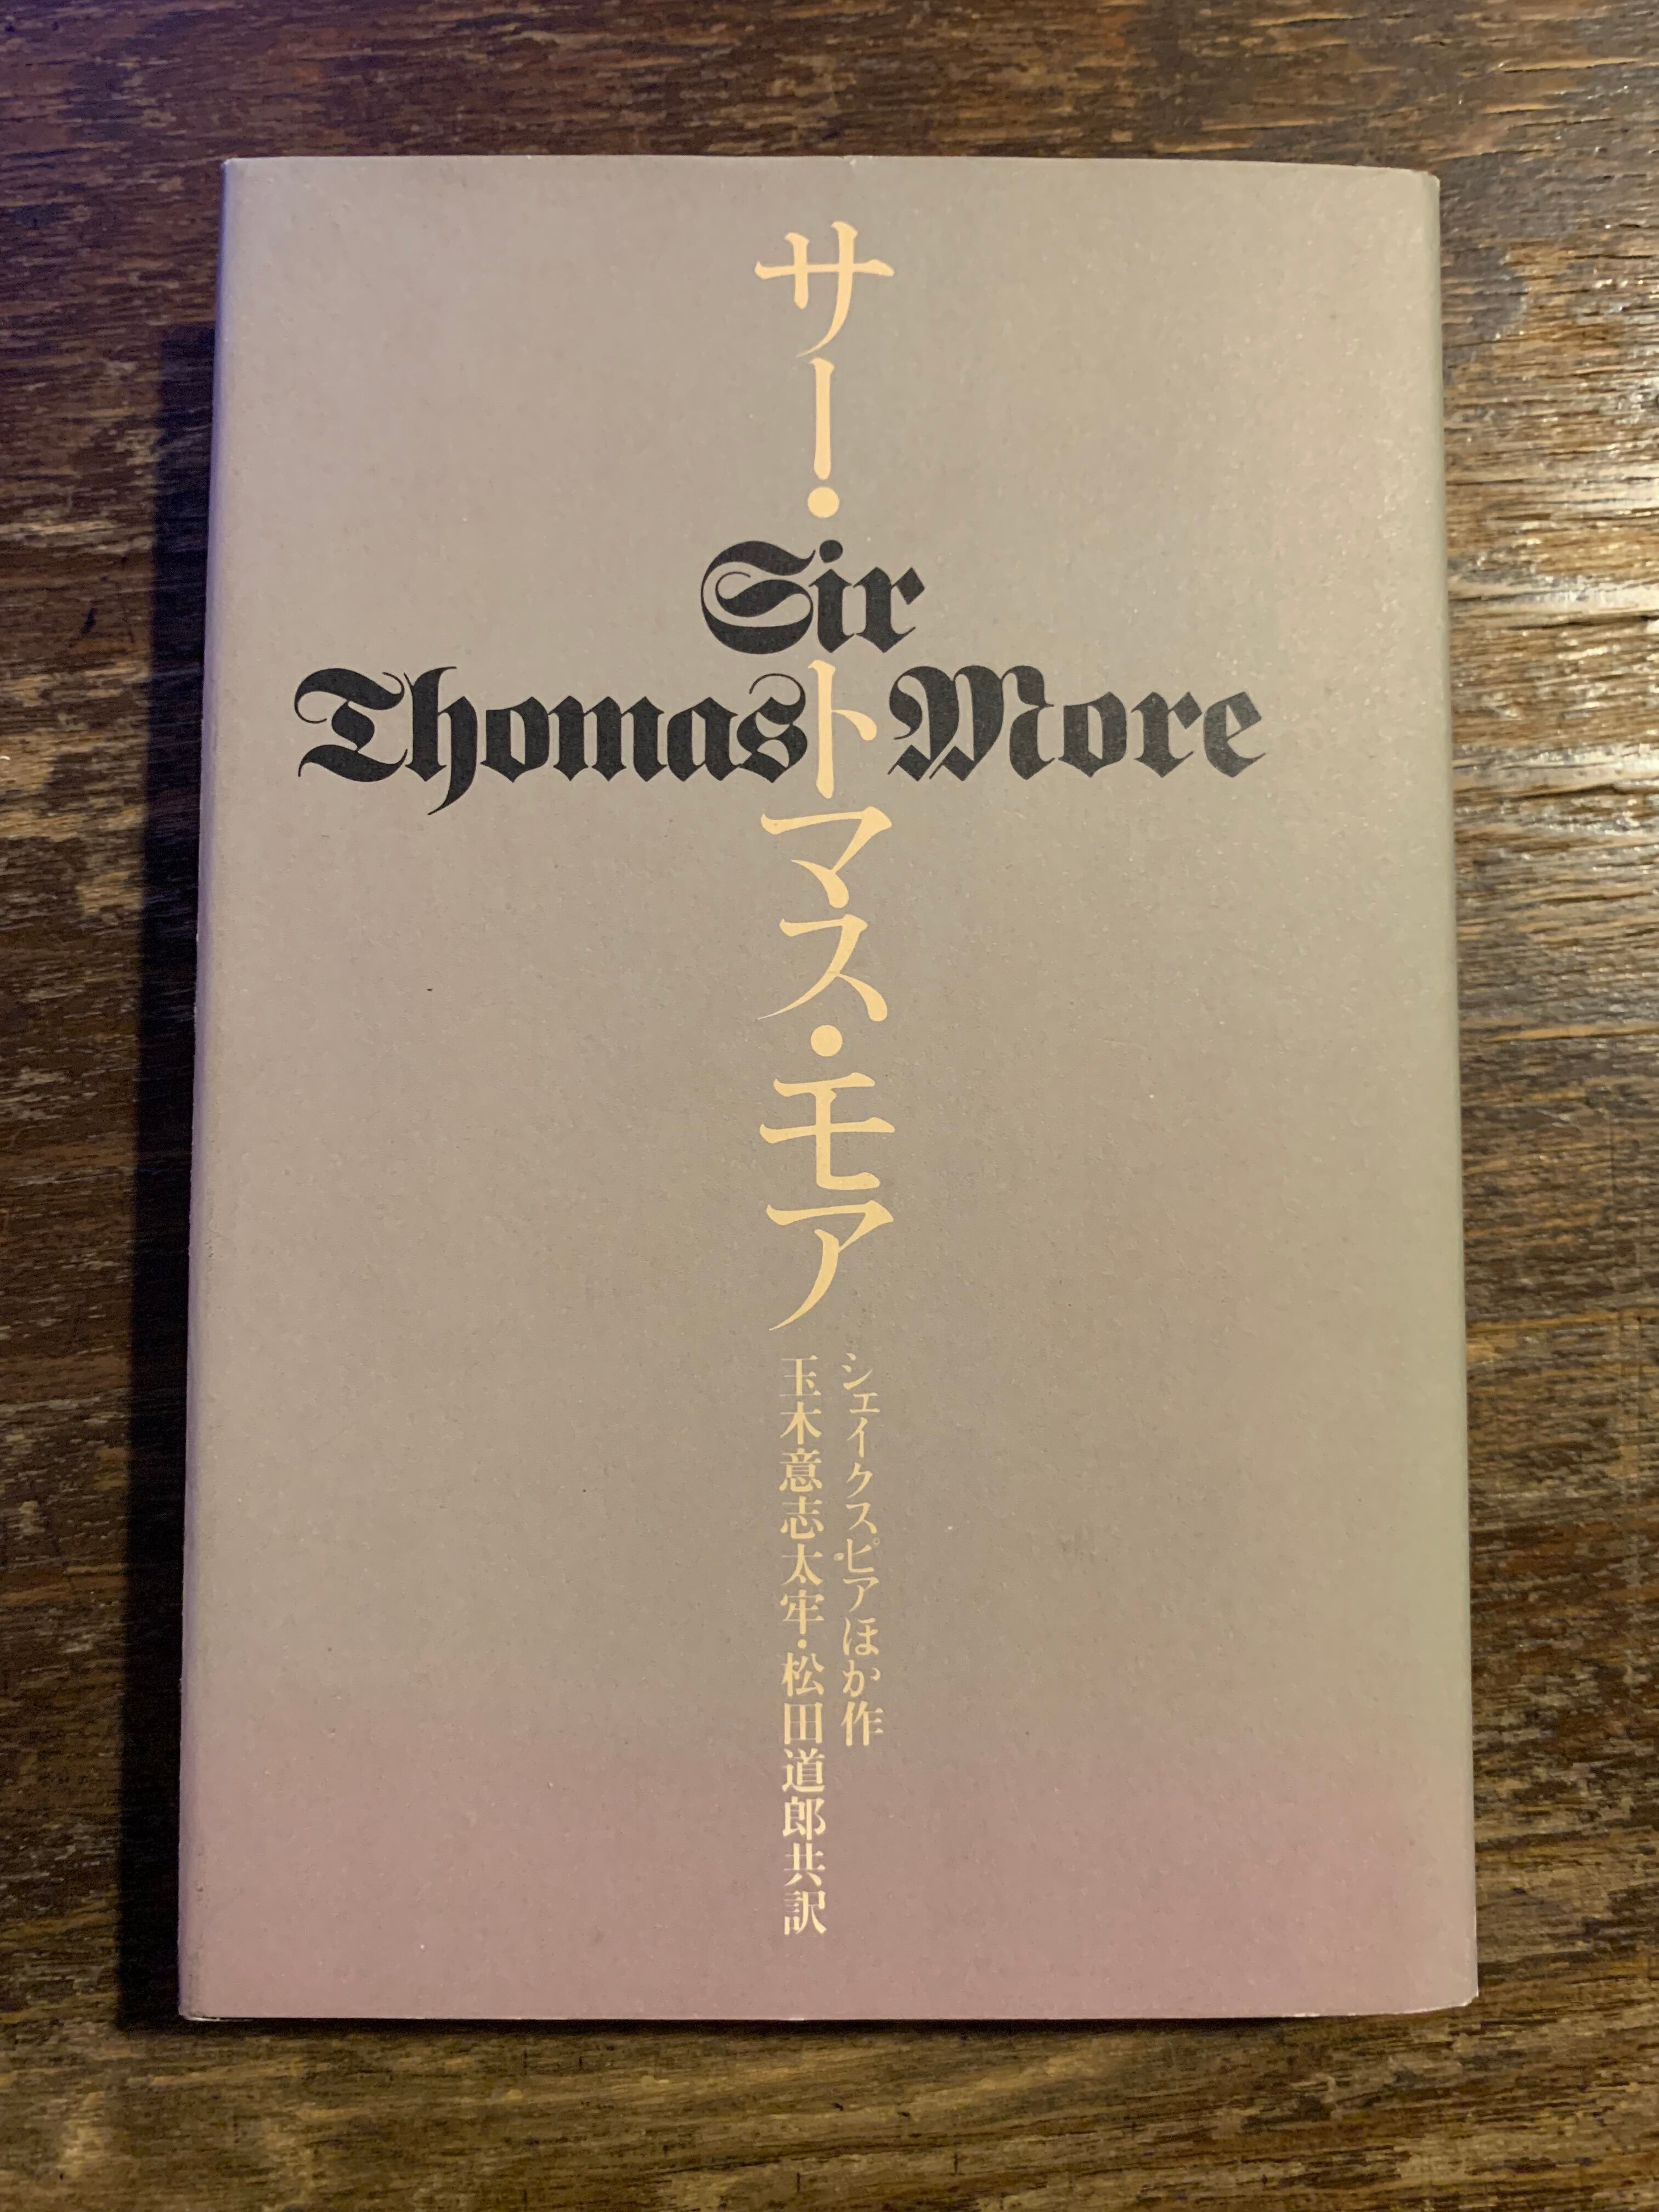 サー・トマス・モア
Sir
Thomas More
シェイクスピアほか作
玉木意志太牢・松田道郎共訳